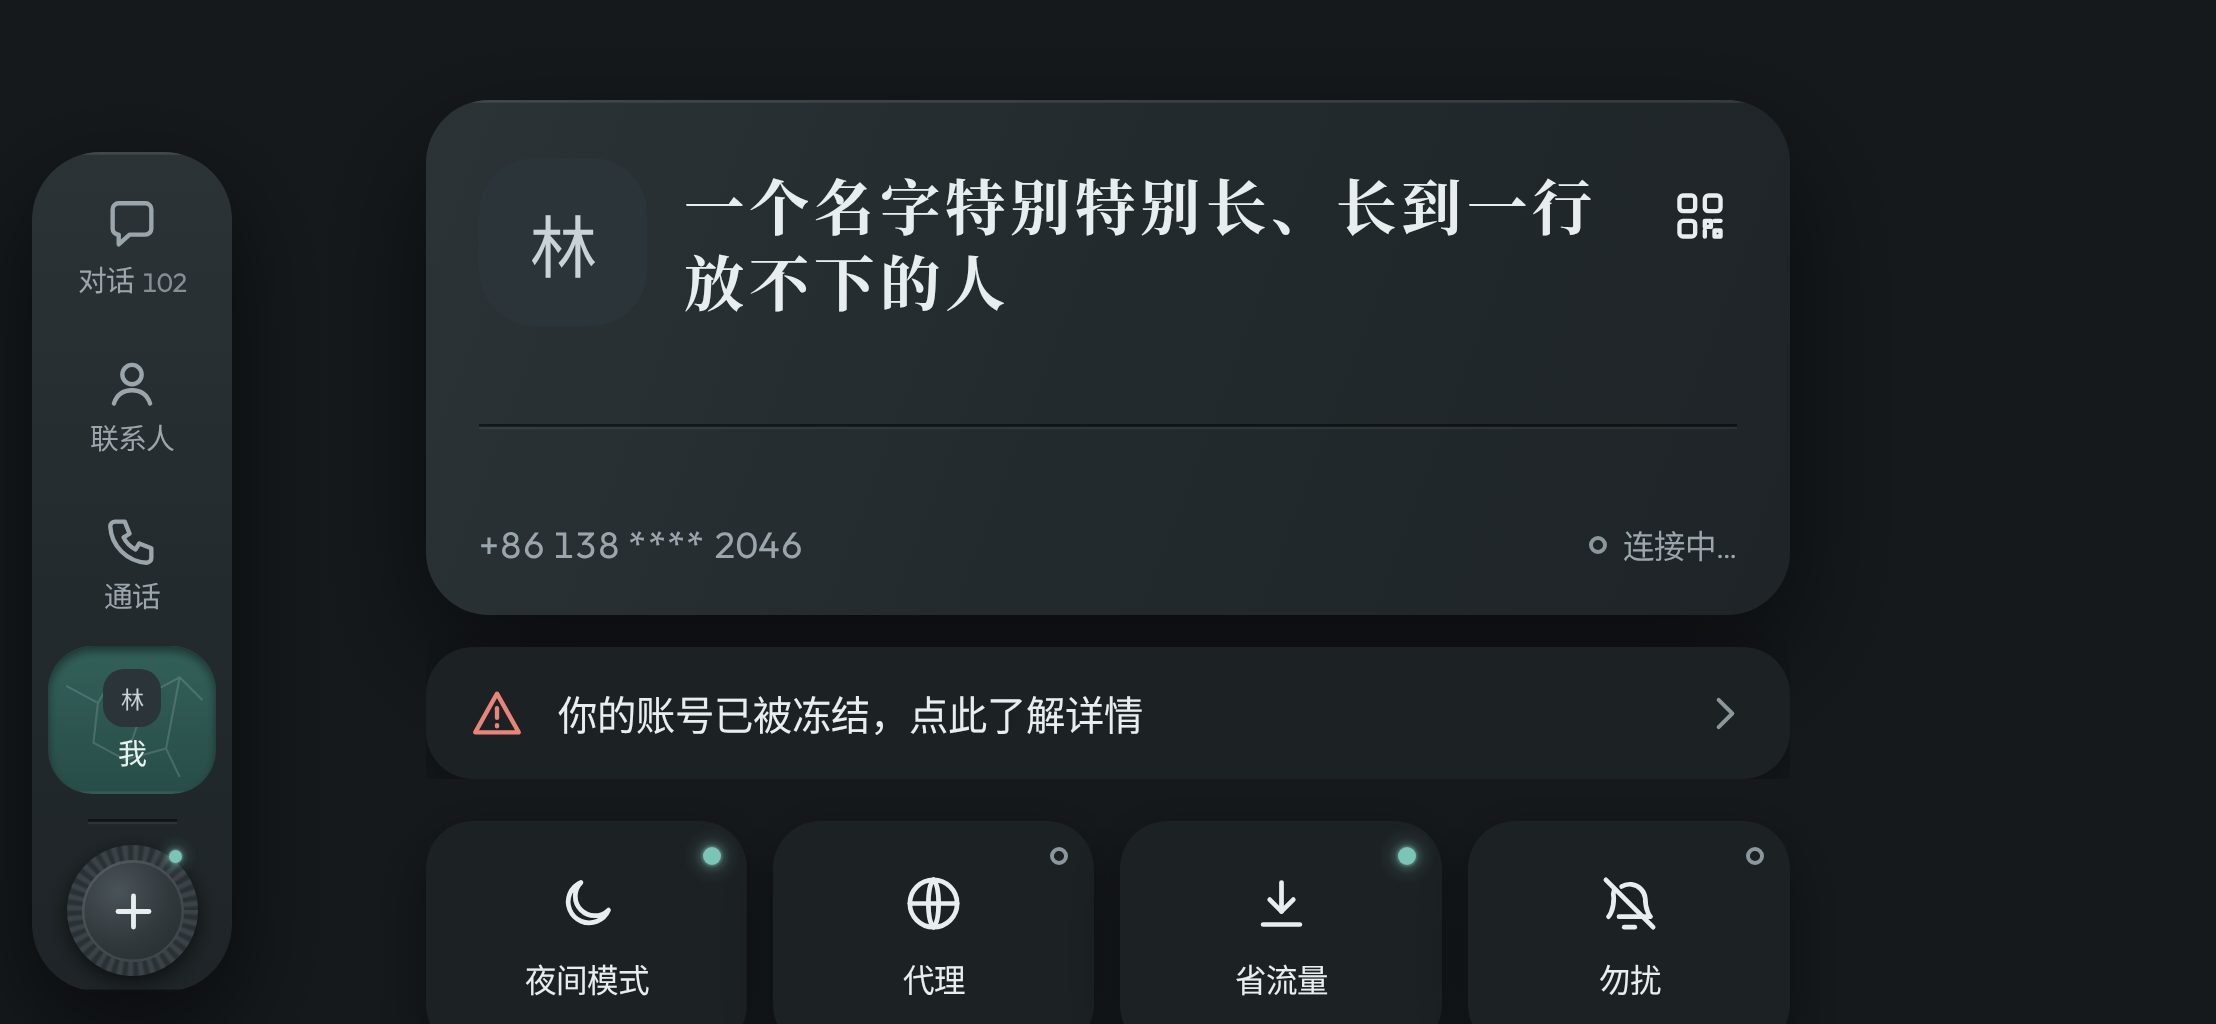 对话 102
联系人
通话
林
我
林
一个名字特别特别长、长到一行
放不下的人
+86 138 **** 2046
连接中...
你的账号已被冻结，点此了解详情
夜间模式
代理
省流量
勿扰